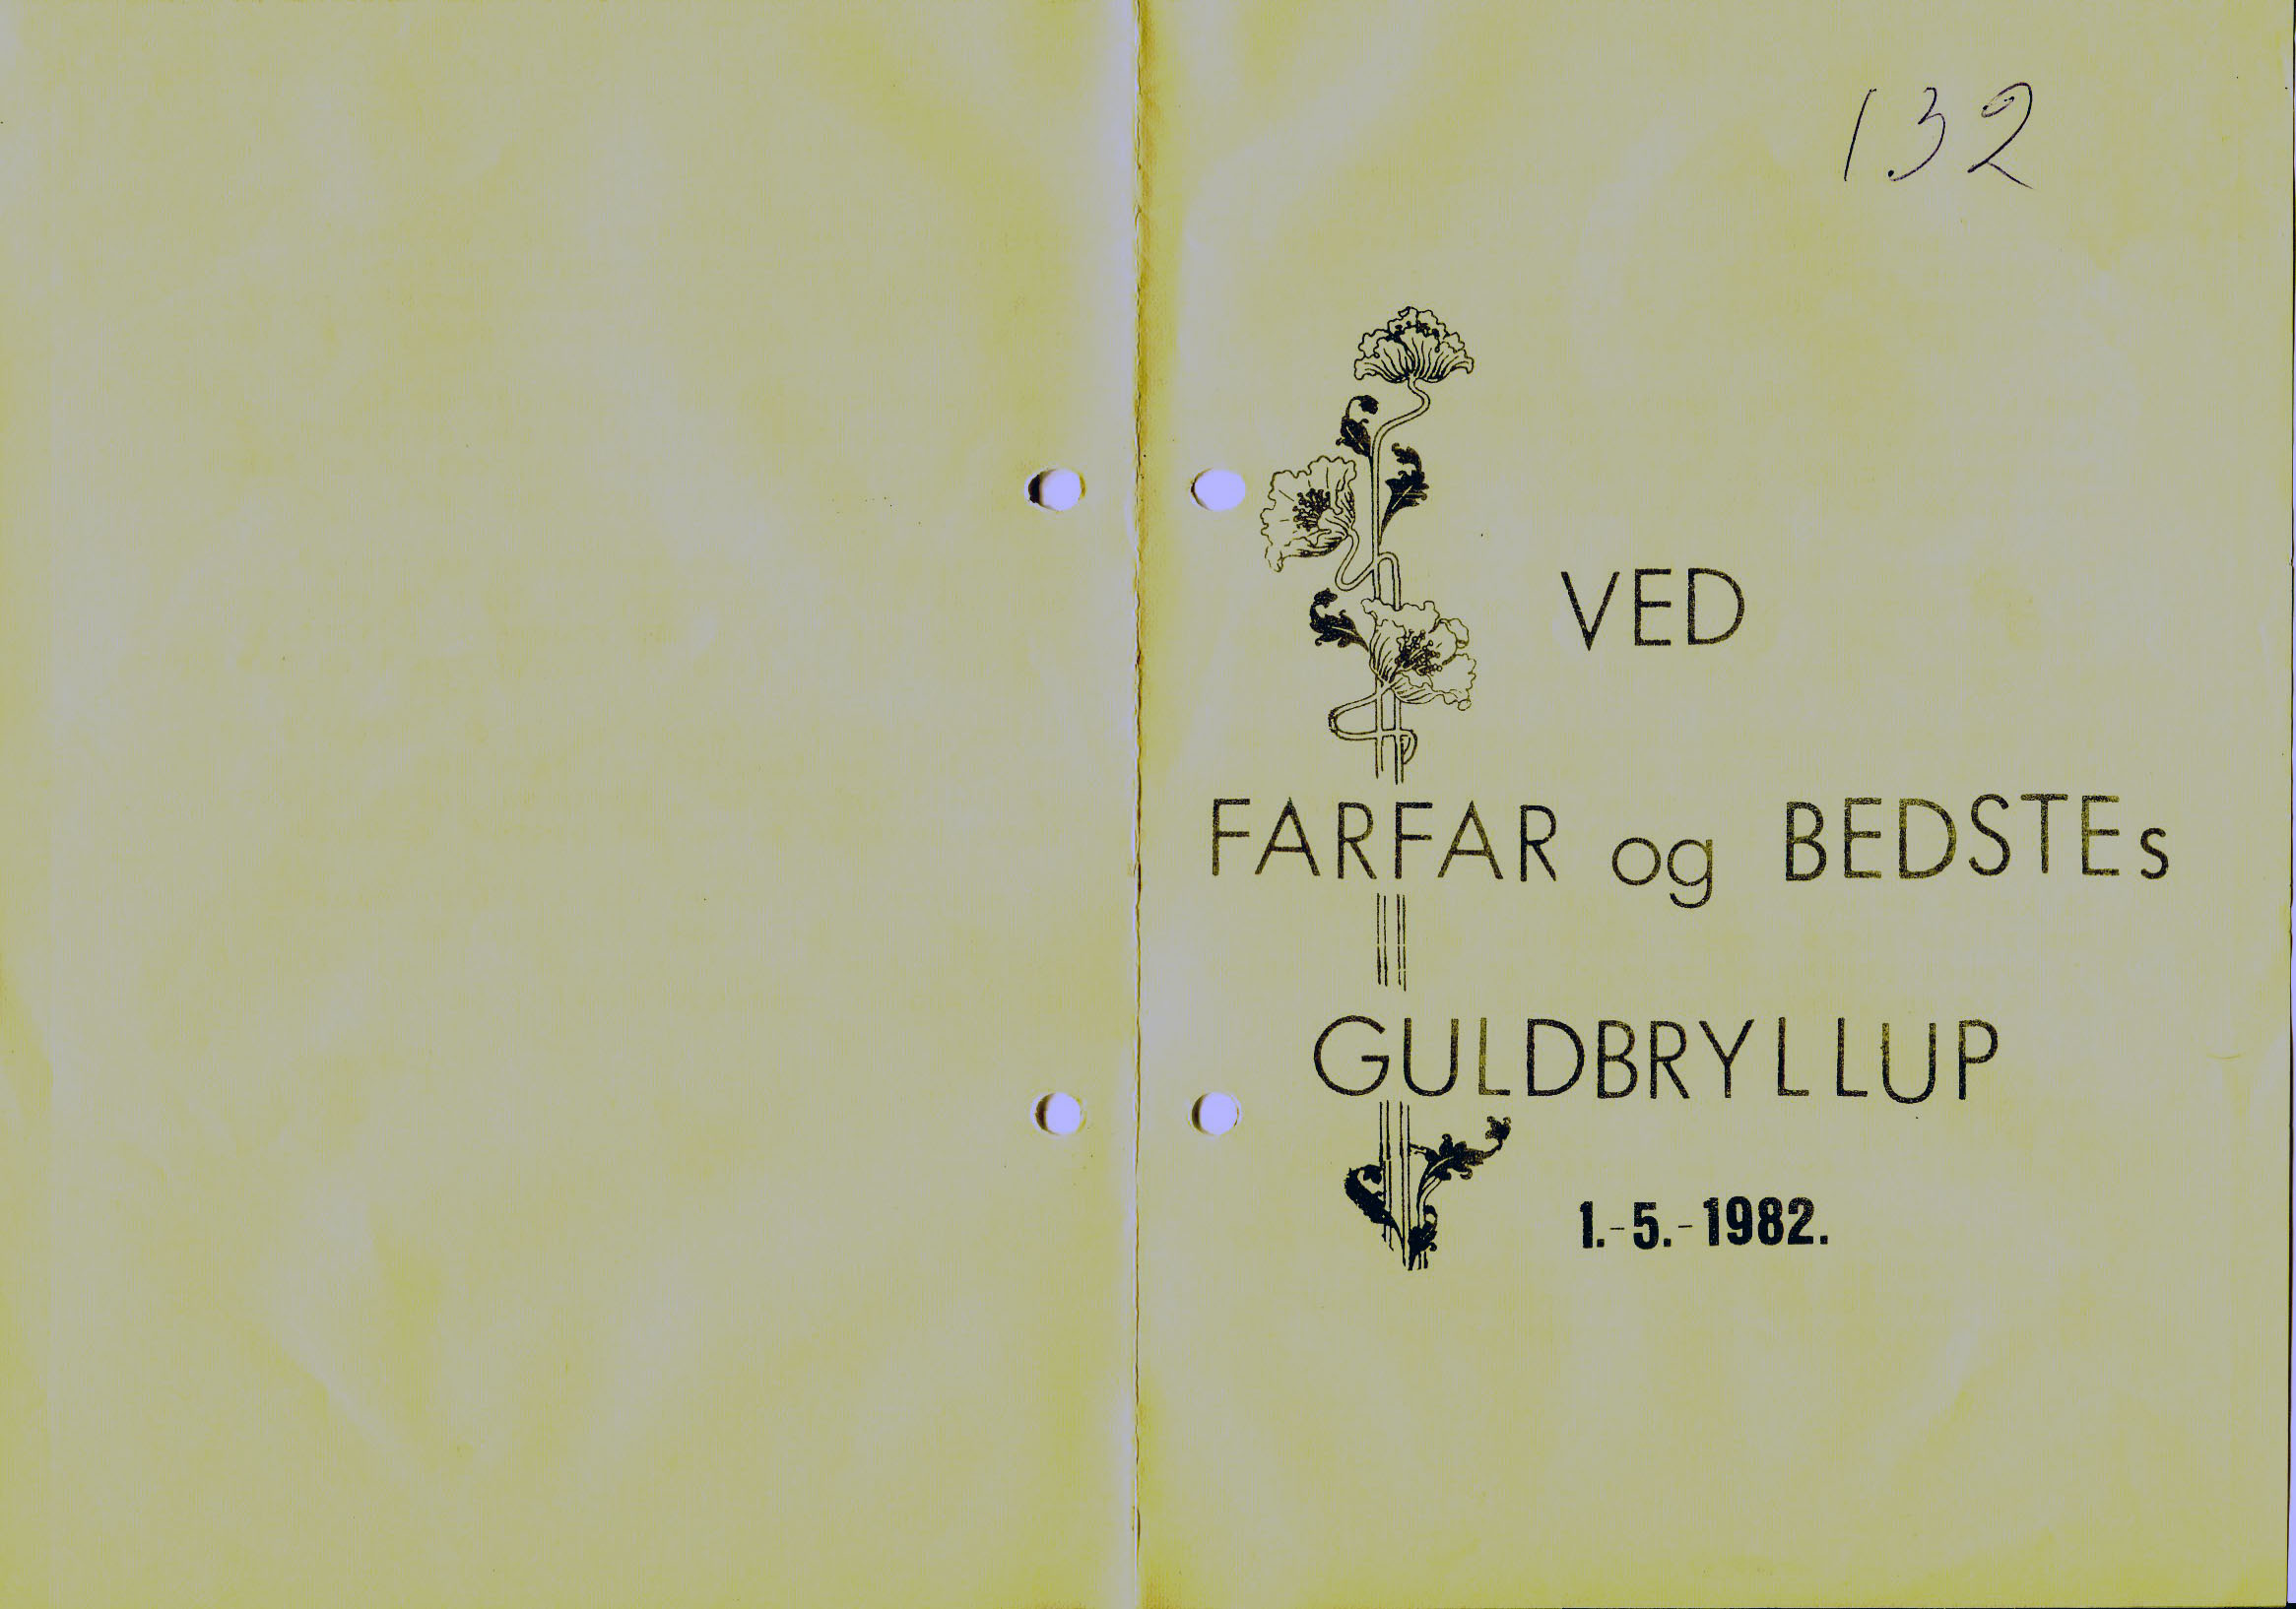 132
VED
FARFAR og BEDSTEs
GULDBRYLLUP
1.-5.-1982.